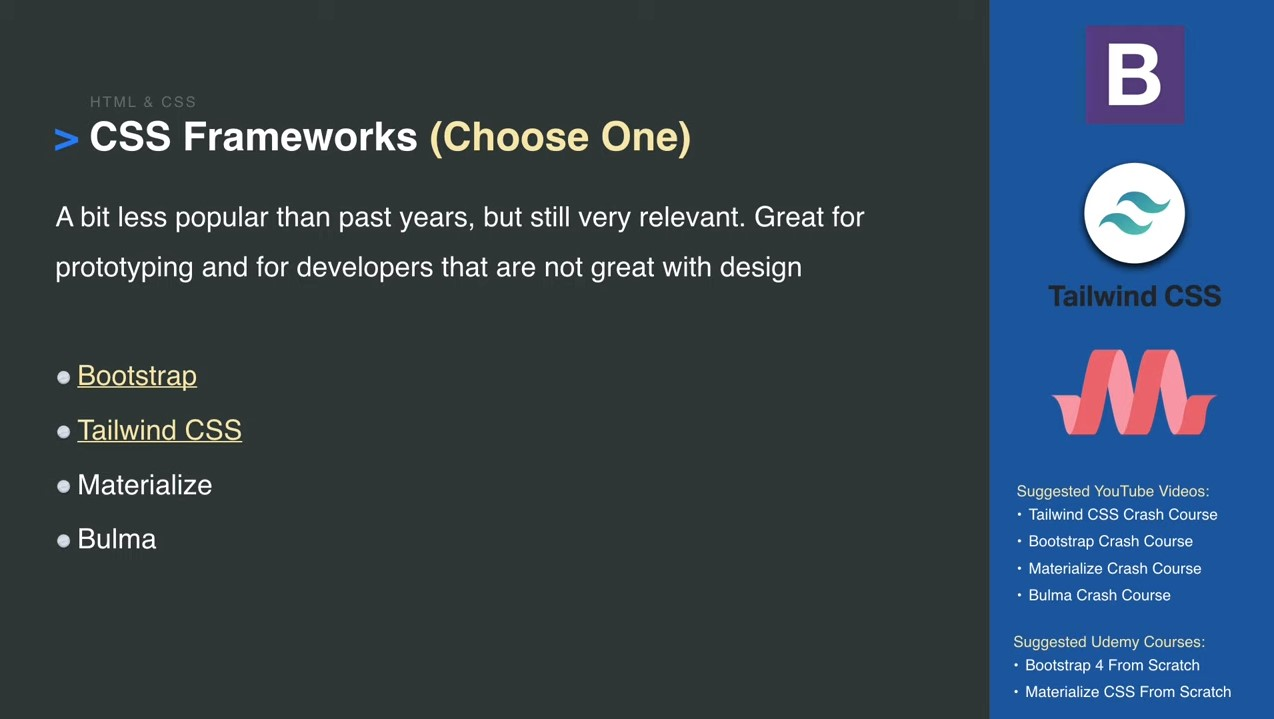 HTML & CSS
> CSS Frameworks (Choose One)
A bit less popular than past years, but still very relevant. Great for
prototyping and for developers that are not great with design
Bootstrap
Tailwind CSS
Materialize
Bulma
B
Tailwind CSS
Suggested YouTube Videos:
• Tailwind CSS Crash Course
• Bootstrap Crash Course
• Materialize Crash Course
• Bulma Crash Course
Suggested Udemy Courses:
• Bootstrap 4 From Scratch
• Materialize CSS From Scratch